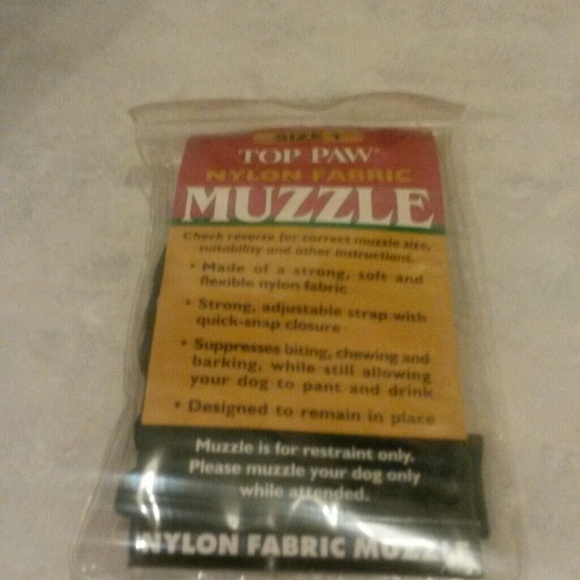 SIZE 1
TOP PAW®
NYLON FABRIC
MUZZLE
Check reverse for correct muzzle size,
suitability and other instructions.
• Made of a strong, soft and
flexible nylon fabric
• Strong, adjustable strap with
quick-snap closure
• Suppresses biting, chewing and
barking, while still allowing
your dog to pant and drink
• Designed to remain in place
Muzzle is for restraint only.
Please muzzle your dog only
while attended.
NYLON FABRIC MUZZLE